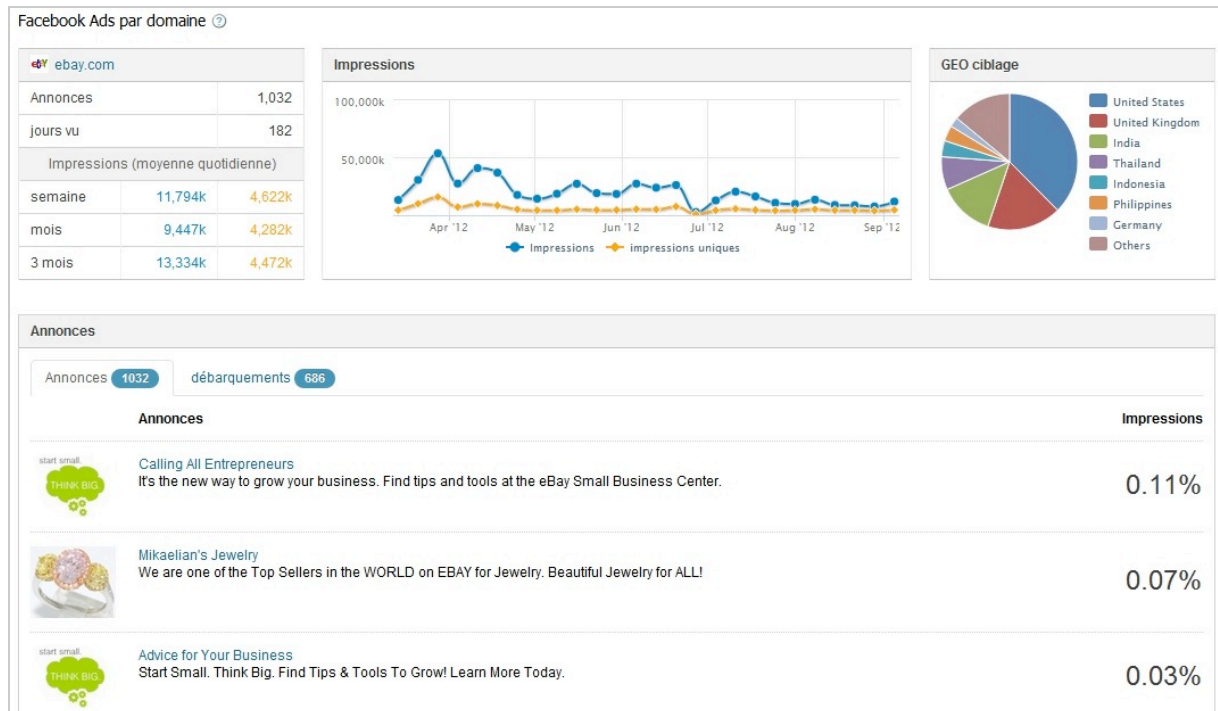 Facebook Ads par domaine ?
ebay ebay.com
Annonces 1,032
jours vu 182
Impressions (moyenne quotidienne)
semaine 11,794k 4,622k
mois 9,447k 4,282k
3 mois 13,334k 4,472k
Impressions
100,000k
50,000k
Apr '12 May '12 Jun '12 Jul '12 Aug '12 Sep '12
Impressions impressions uniques
GEO ciblage
United States
United Kingdom
India
Thailand
Indonesia
Philippines
Germany
Others
Annonces
Annonces 1032 débarquements 686
Annonces Impressions
start small.
THINK BIG
Calling All Entrepreneurs
It's the new way to grow your business. Find tips and tools at the eBay Small Business Center.
0.11%
Mikaelian's Jewelry
We are one of the Top Sellers in the WORLD on EBAY for Jewelry. Beautiful Jewelry for ALL!
0.07%
start small.
THINK BIG
Advice for Your Business
Start Small. Think Big. Find Tips & Tools To Grow! Learn More Today.
0.03%